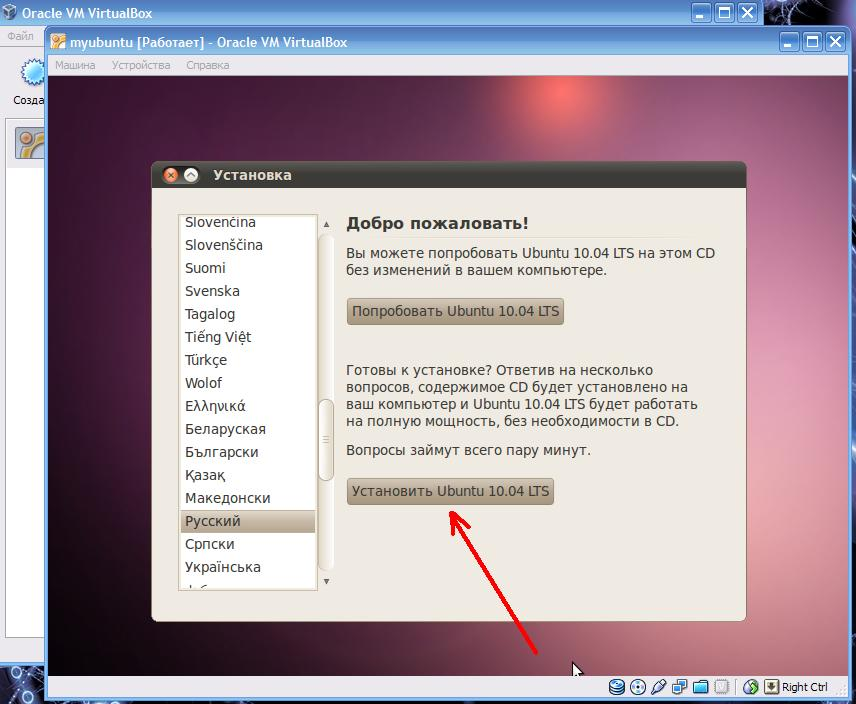 Oracle VM VirtualBox
Файл
Созда
myubuntu [Работает] - Oracle VM VirtualBox
Машина Устройства Справка
Установка
Slovenčina
Slovenščina
Suomi
Svenska
Tagalog
Tiếng Việt
Türkçe
Wolof
Ελληνικά
Беларуская
Български
Қазақ
Македонски
Русский
Српски
Українська
Добро пожаловать!
Вы можете попробовать Ubuntu 10.04 LTS на этом CD
без изменений в вашем компьютере.
Попробовать Ubuntu 10.04 LTS
Готовы к установке? Ответив на несколько
вопросов, содержимое CD будет установлено на
ваш компьютер и Ubuntu 10.04 LTS будет работать
на полную мощность, без необходимости в CD.
Вопросы займут всего пару минут.
Установить Ubuntu 10.04 LTS
Right Ctrl